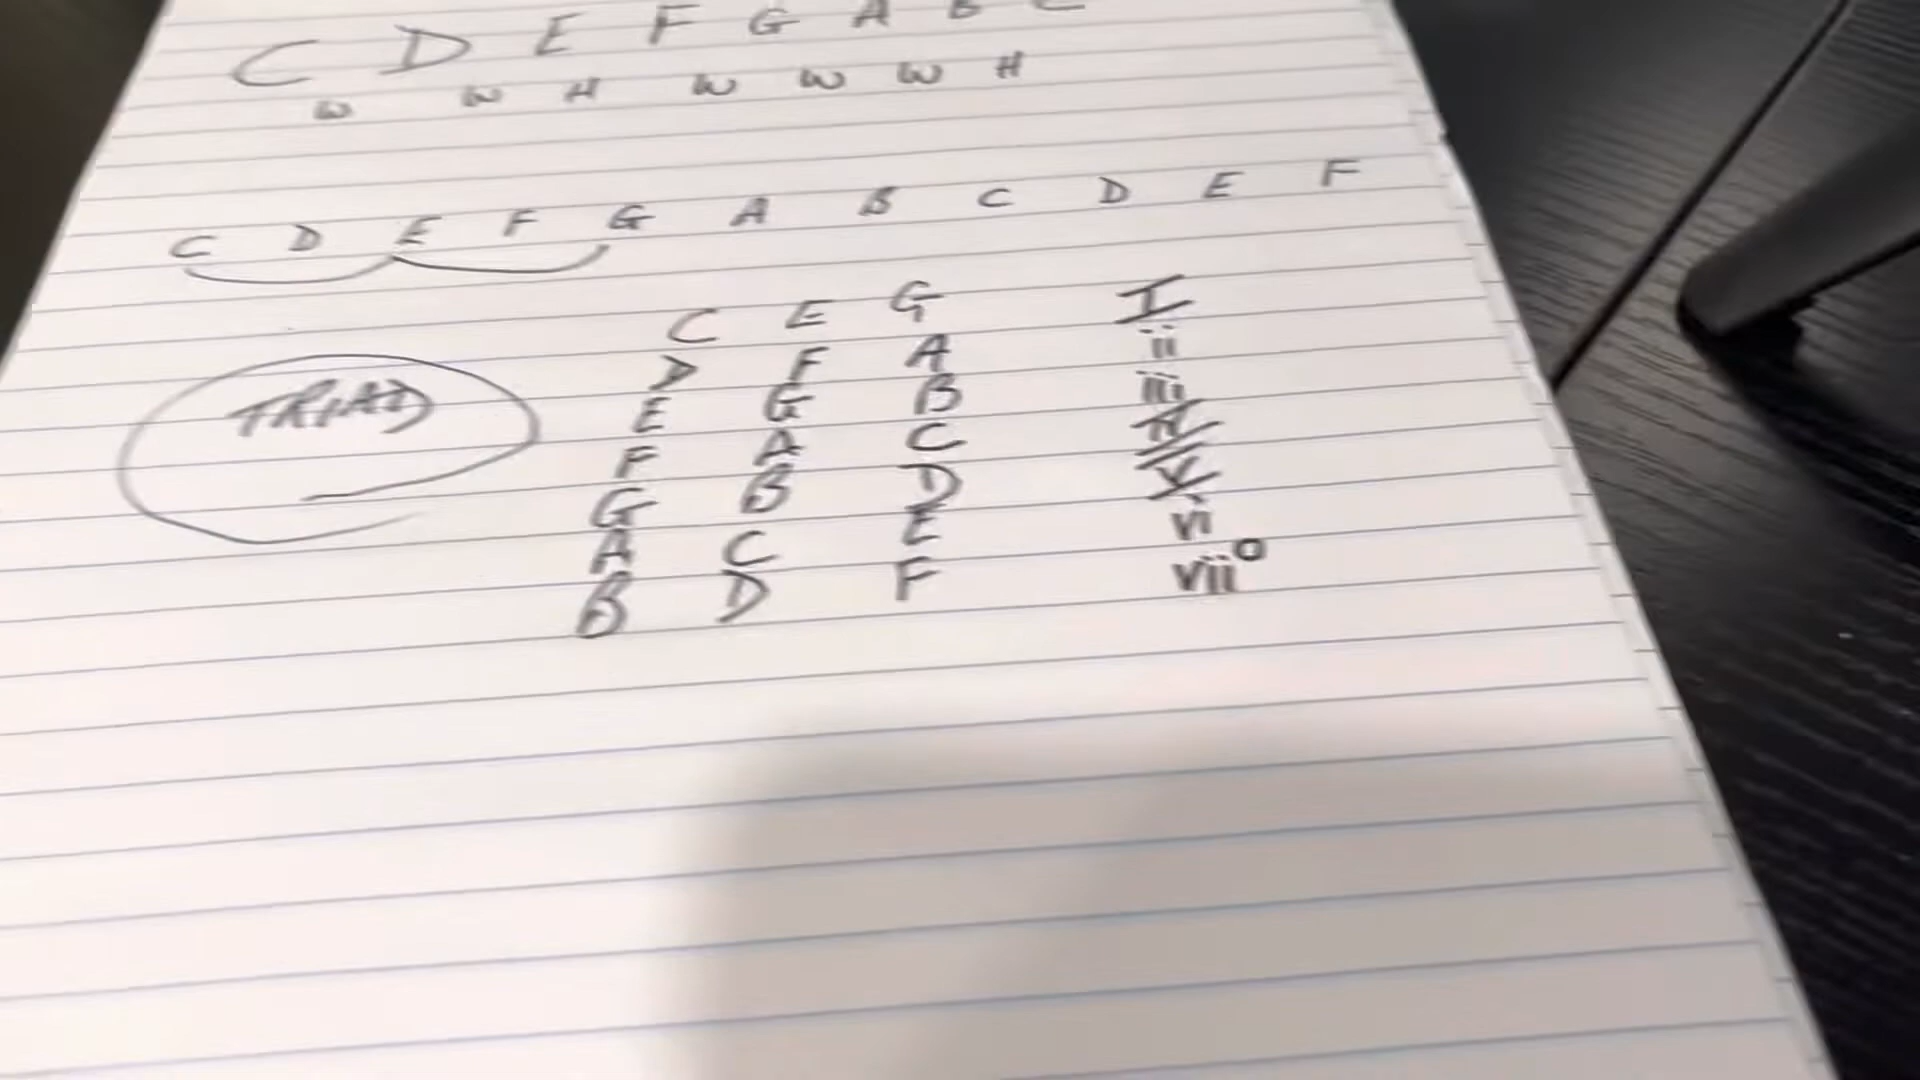 C D E F G A B C
W W H W W W H
C D E F G A B C D E F
TRIAD
C E G I
D F A ii
E G B iii
F A C IV
G B D V
A C E vi
B D F vii°